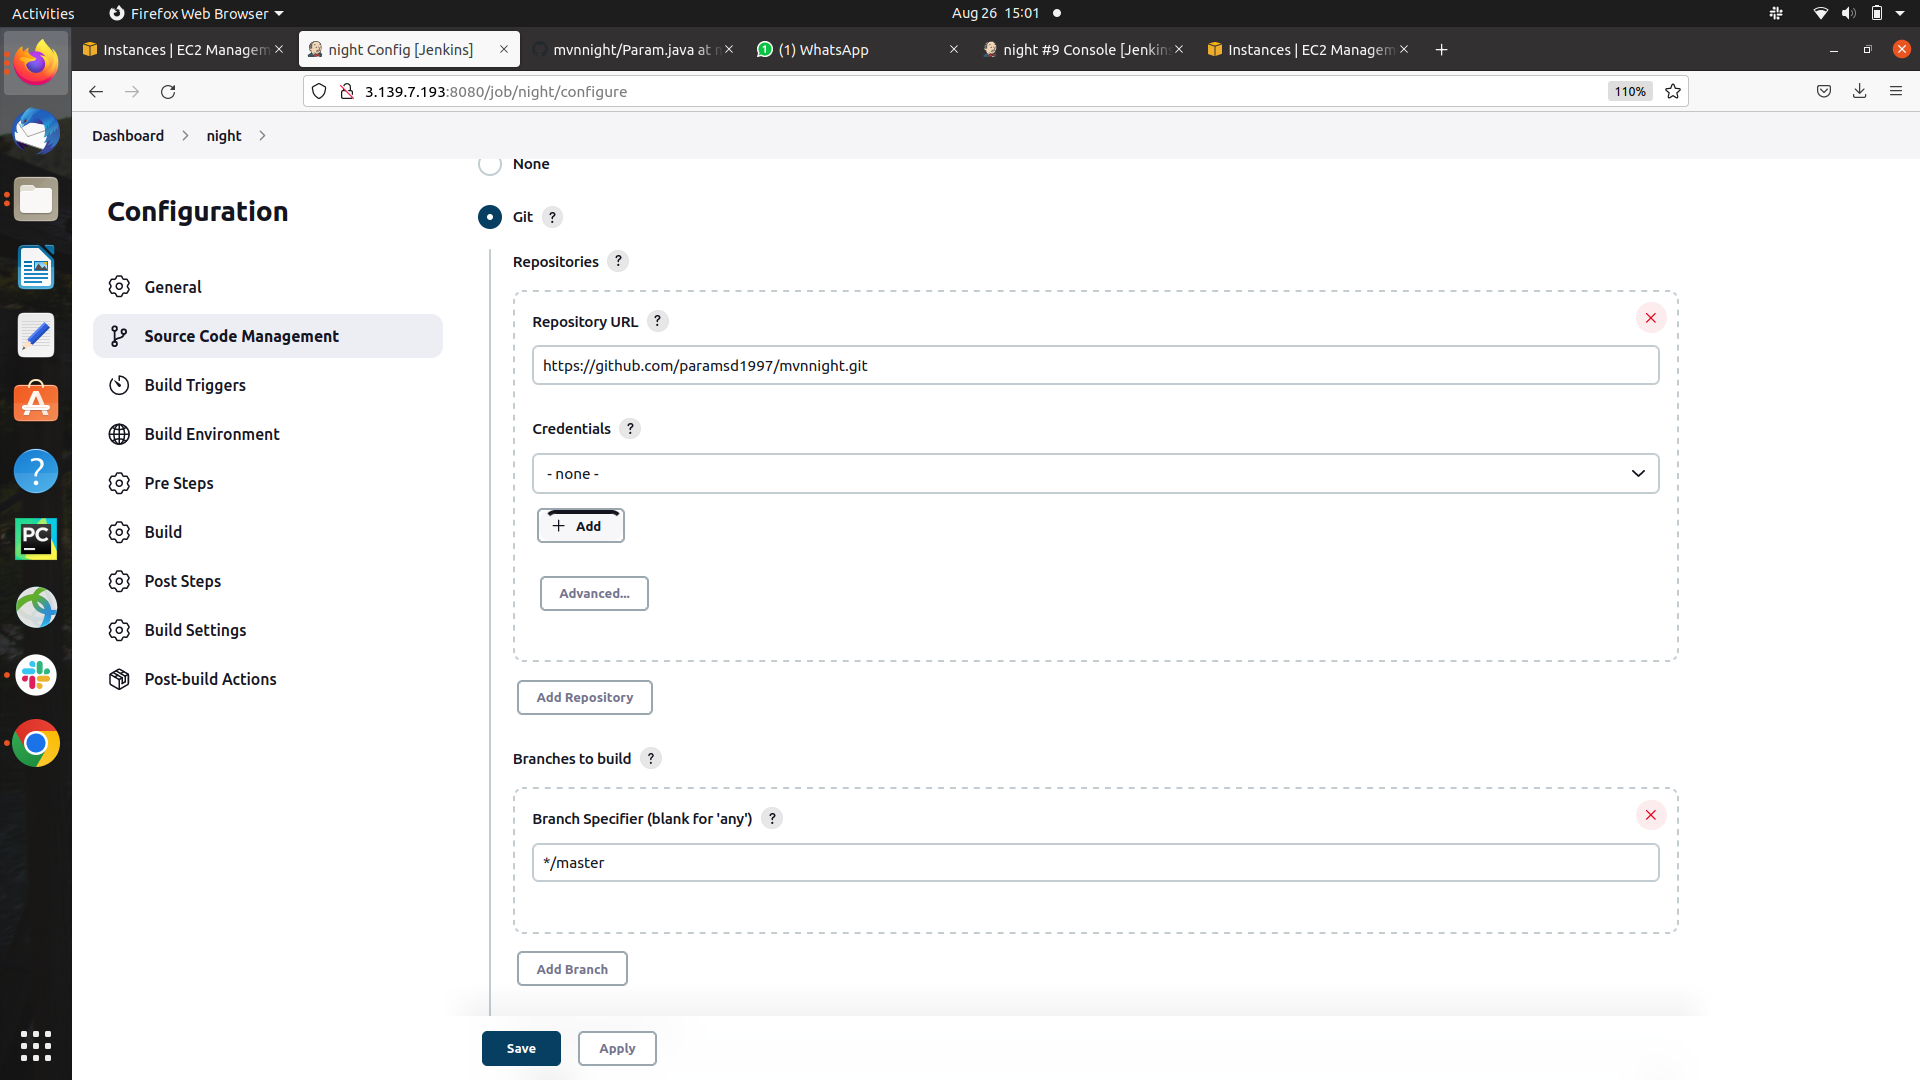 Activities
Firefox Web Browser
Aug 26 15:01
Instances | EC2 Managem
night Config [Jenkins]
mvnnight/Param.java at n
(1) WhatsApp
night #9 Console [Jenkins
Instances | EC2 Managem
3.139.7.193:8080/job/night/configure
110%
Dashboard
night
None
Configuration
Git ?
Repositories ?
General
Repository URL ?
Source Code Management
https://github.com/paramsd1997/mvnnight.git
Build Triggers
Credentials ?
Build Environment
- none -
Pre Steps
Add
Build
Post Steps
Advanced...
Build Settings
Post-build Actions
Add Repository
Branches to build ?
Branch Specifier (blank for 'any') ?
*/master
Add Branch
Save
Apply
PC
?